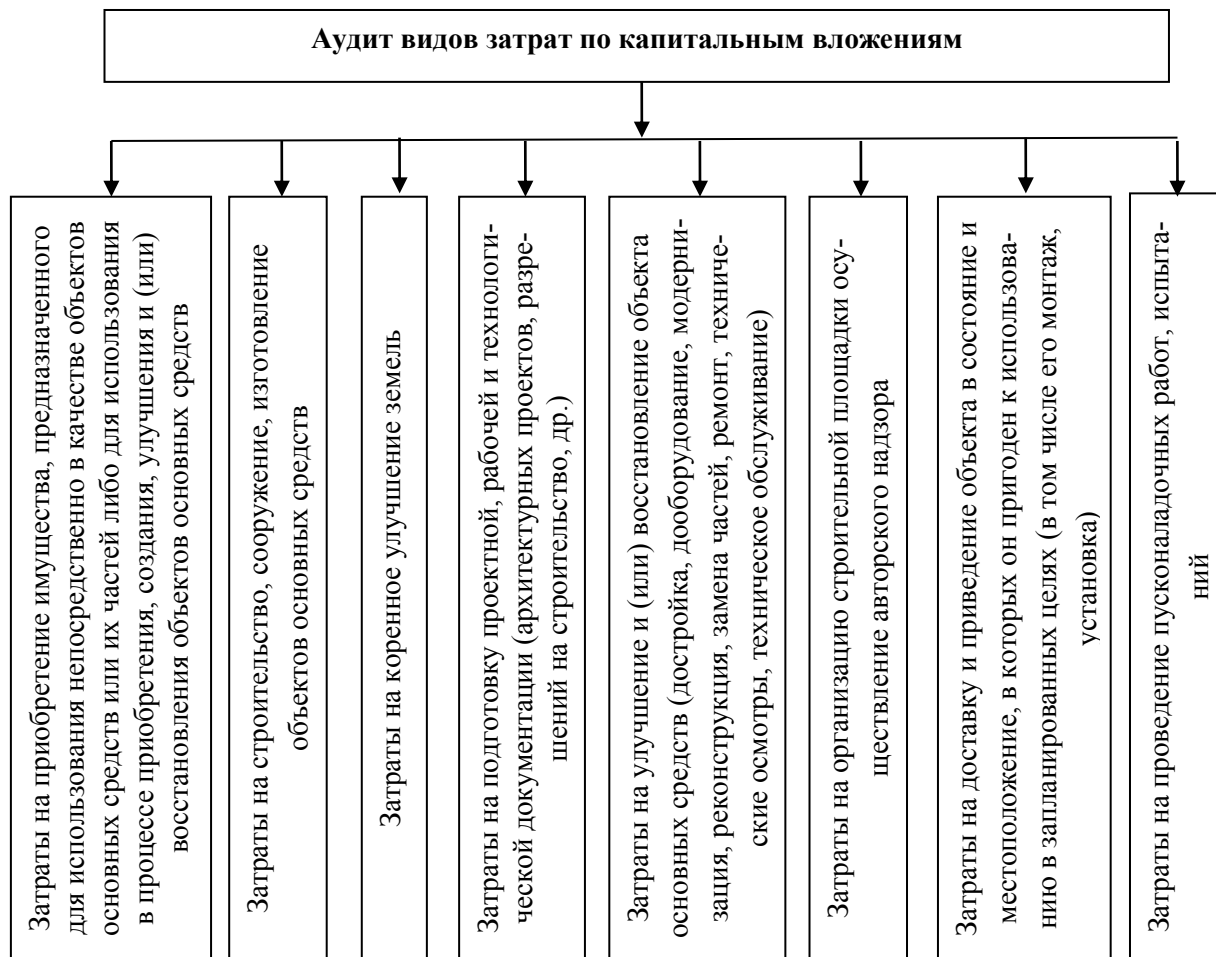 Аудит видов затрат по капитальным вложениям
Затраты на приобретение имущества, предназначенного
для использования непосредственно в качестве объектов
основных средств или их частей либо для использования
в процессе приобретения, создания, улучшения и (или)
восстановления объектов основных средств
Затраты на строительство, сооружение, изготовление
объектов основных средств
Затраты на коренное улучшение земель
Затраты на подготовку проектной, рабочей и технологи-
ческой документации (архитектурных проектов, разре-
шений на строительство, др.)
Затраты на улучшение и (или) восстановление объекта
основных средств (достройка, дооборудование, модерни-
зация, реконструкция, замена частей, ремонт, техниче-
ские осмотры, техническое обслуживание)
Затраты на организацию строительной площадки осу-
ществление авторского надзора
Затраты на доставку и приведение объекта в состояние и
местоположение, в которых он пригоден к использова-
нию в запланированных целях (в том числе его монтаж,
установка)
Затраты на проведение пусконаладочных работ, испыта-
ний